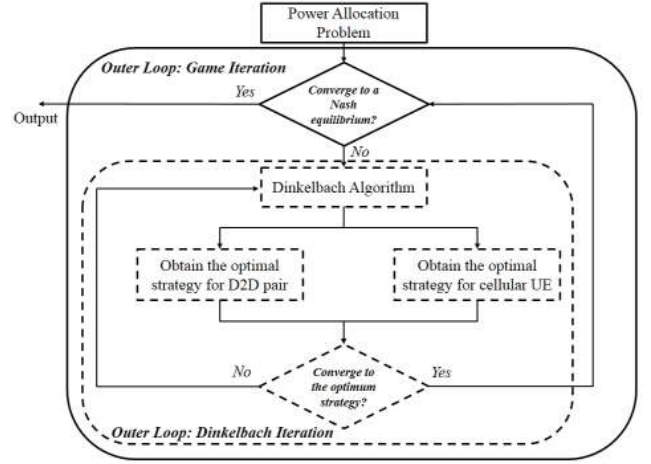 Power Allocation
Problem
Outer Loop: Game Iteration
Yes
Converge to a
Nash
equilibrium?
Output
No
Dinkelbach Algorithm
Obtain the optimal
strategy for D2D pair
Obtain the optimal
strategy for cellular UE
No
Converge to
the optimum
strategy?
Yes
Outer Loop: Dinkelbach Iteration